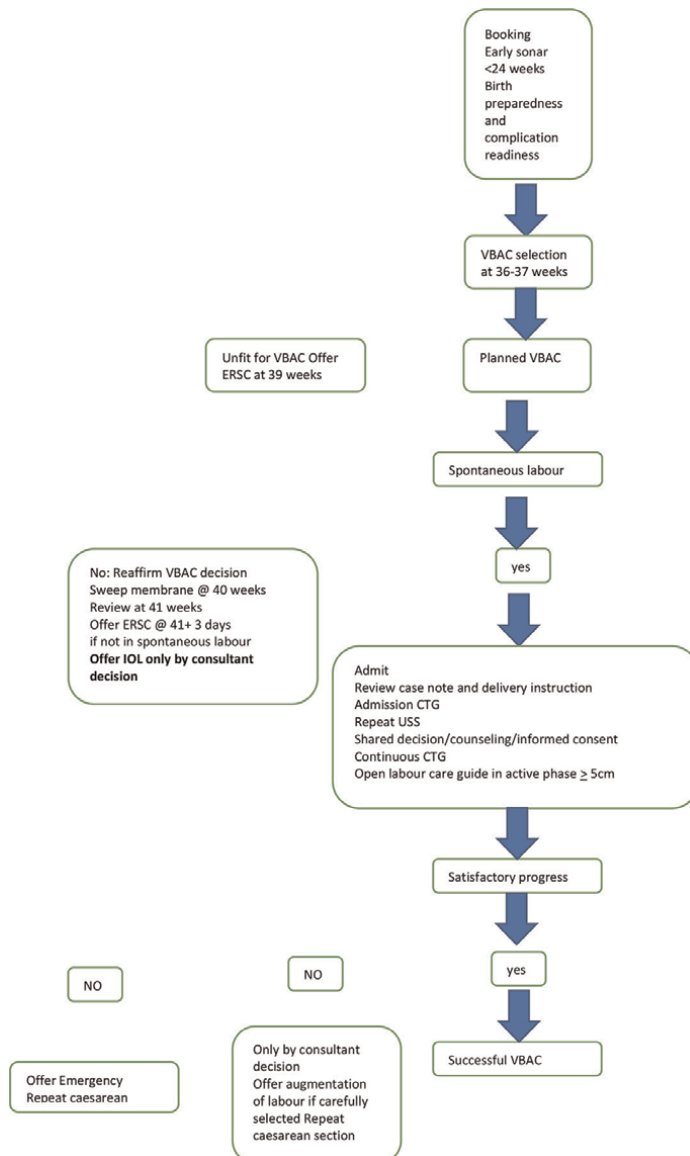 Booking
Early sonar
<24 weeks
Birth
preparedness
and
complication
readiness
VBAC selection
at 36-37 weeks
Unfit for VBAC Offer
ERSC at 39 weeks
Planned VBAC
Spontaneous labour
yes
No: Reaffirm VBAC decision
Sweep membrane @ 40 weeks
Review at 41 weeks
Offer ERSC @ 41+ 3 days
if not in spontaneous labour
Offer IOL only by consultant
decision
Admit
Review case note and delivery instruction
Admission CTG
Repeat USS
Shared decision/counseling/informed consent
Continuous CTG
Open labour care guide in active phase ≥ 5cm
Satisfactory progress
NO
NO
yes
Offer Emergency
Repeat caesarean
Only by consultant
decision
Offer augmentation
of labour if carefully
selected Repeat
caesarean section
Successful VBAC